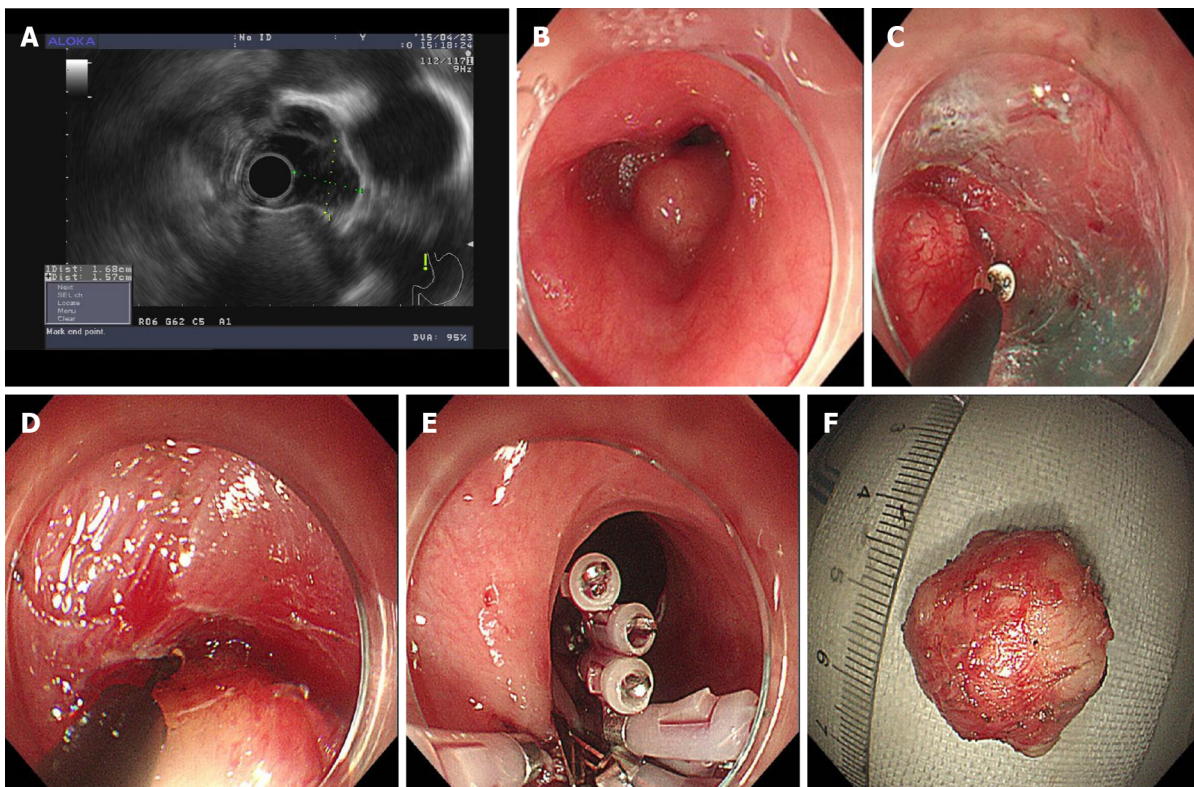 A
ALOKA
:No ID
: Y
'15/04/23
:
:0 15:18:24
112/117
9Hz
1Dist: 1.68cm
Dist: 1.57cm
Next
SEL ch
Locate
Menu
Clear
R06 G62 C5 A1
Mark end point.
DVA: 95%
B
C
D
E
F
3
4
5
6
7